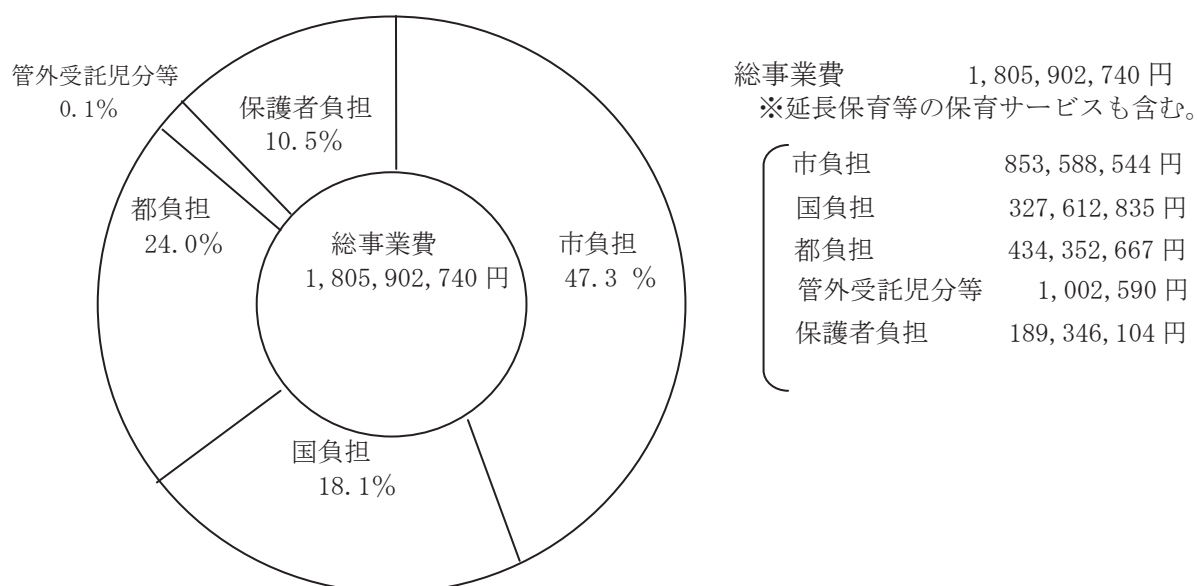 管外受託児分等
0.1%
保護者負担
10.5%
都負担
24.0%
総事業費
1,805,902,740 円
市負担
47.3 %
国負担
18.1%
総事業費 1,805,902,740 円
※延長保育等の保育サービスも含む。
市負担 853,588,544 円
国負担 327,612,835 円
都負担 434,352,667 円
管外受託児分等 1,002,590 円
保護者負担 189,346,104 円